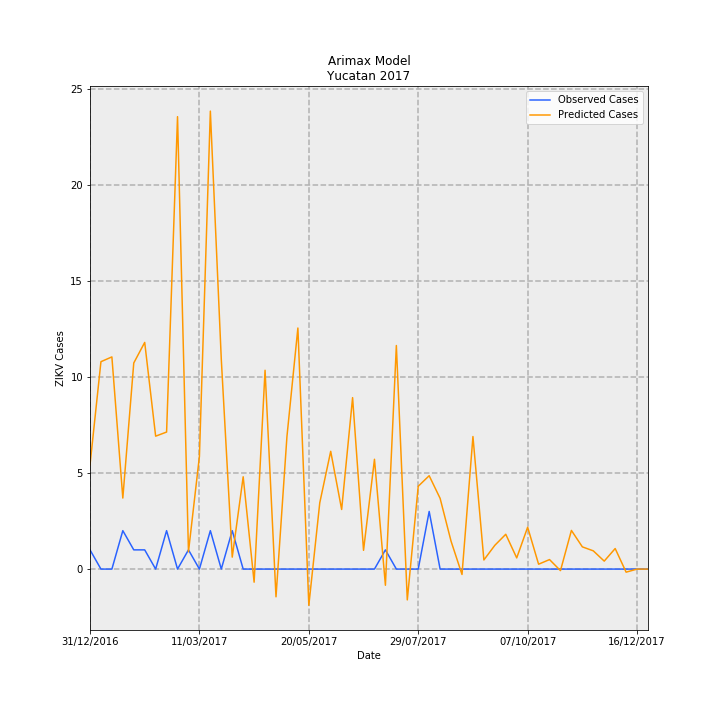 Arimax Model
Yucatan 2017
Observed Cases
Predicted Cases
25
20
15
10
5
0
ZIKV Cases
31/12/2016 11/03/2017 20/05/2017 29/07/2017 07/10/2017 16/12/2017
Date